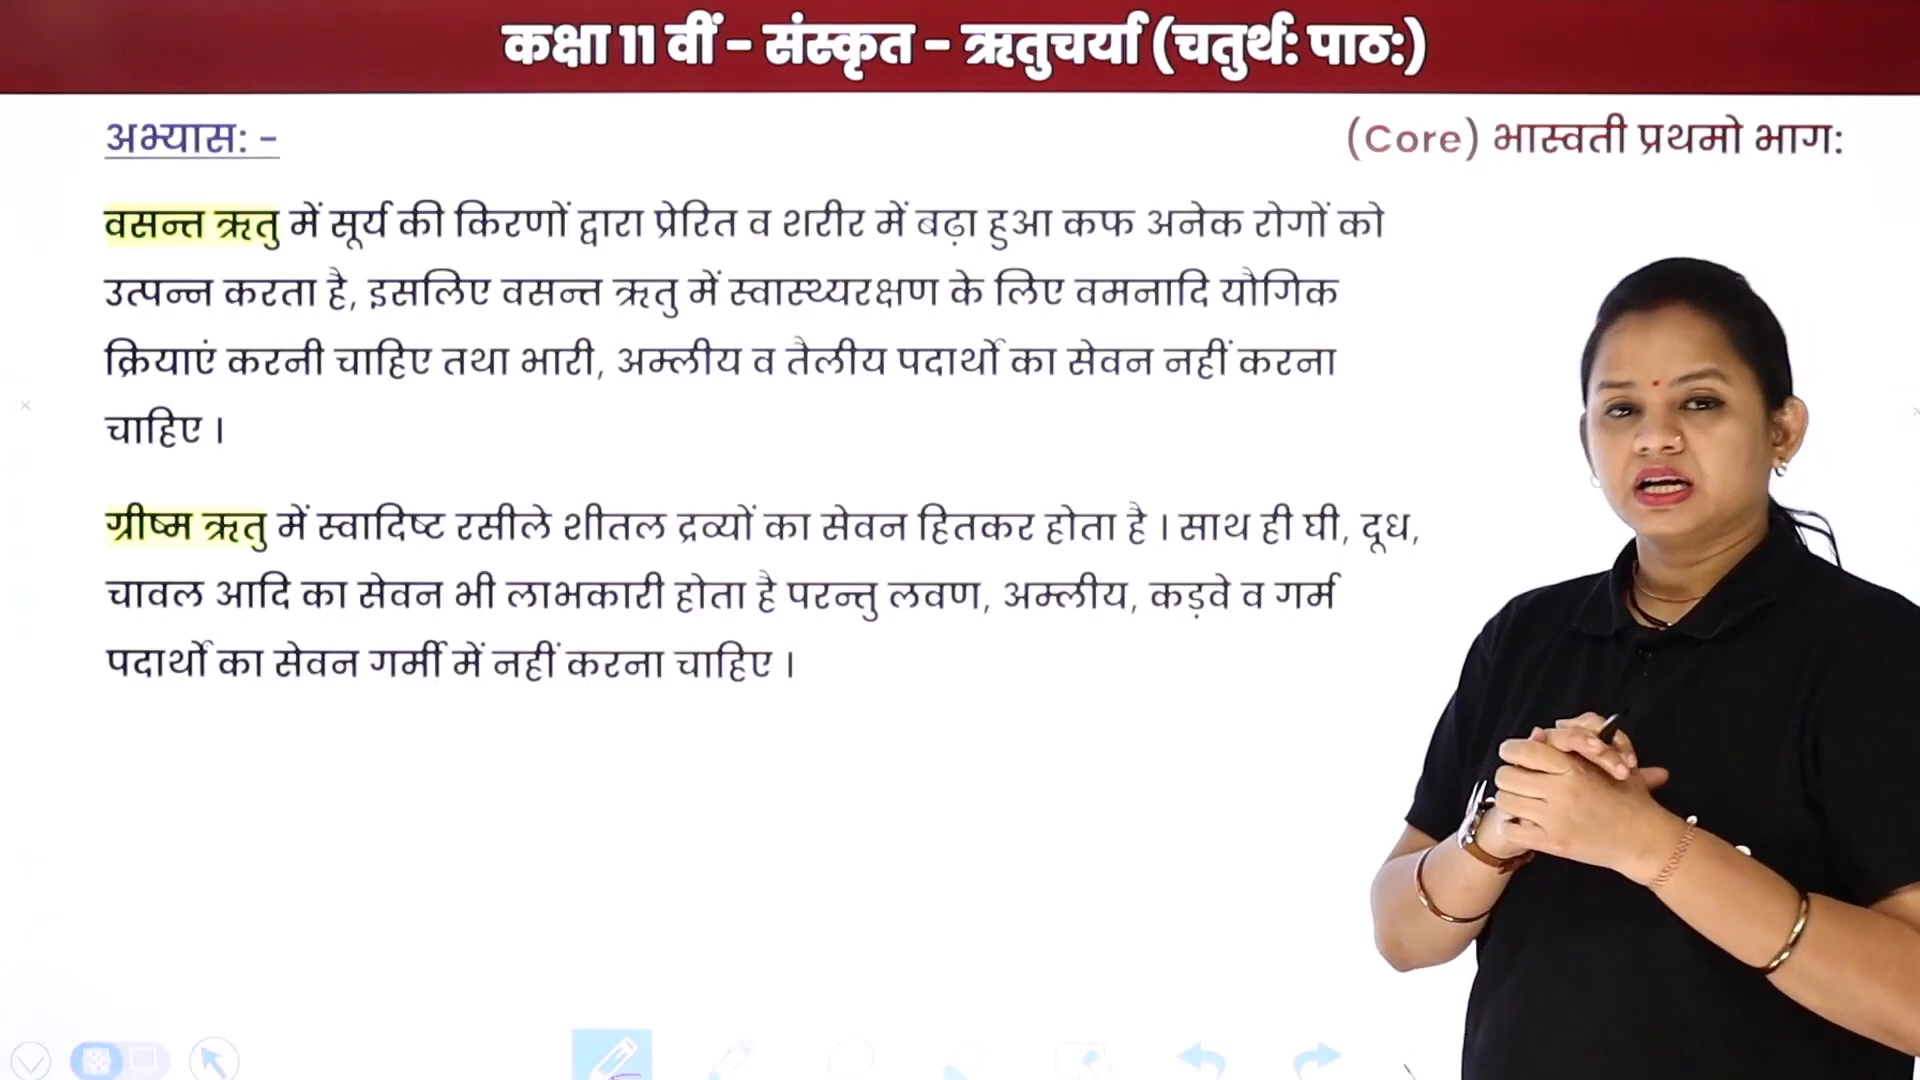 कक्षा 11 वीं - संस्कृत - ऋतुचर्या (चतुर्थ: पाठ:)
अभ्यास: -
(Core) भास्वती प्रथमो भाग:
वसन्त ऋतु में सूर्य की किरणों द्वारा प्रेरित व शरीर में बढ़ा हुआ कफ अनेक रोगों को
उत्पन्न करता है, इसलिए वसन्त ऋतु में स्वास्थ्यरक्षण के लिए वमनादि यौगिक
क्रियाएं करनी चाहिए तथा भारी, अम्लीय व तैलीय पदार्थों का सेवन नहीं करना
चाहिए ।
ग्रीष्म ऋतु में स्वादिष्ट रसीले शीतल द्रव्यों का सेवन हितकर होता है । साथ ही घी, दूध,
चावल आदि का सेवन भी लाभकारी होता है परन्तु लवण, अम्लीय, कड़वे व गर्म
पदार्थों का सेवन गर्मी में नहीं करना चाहिए ।